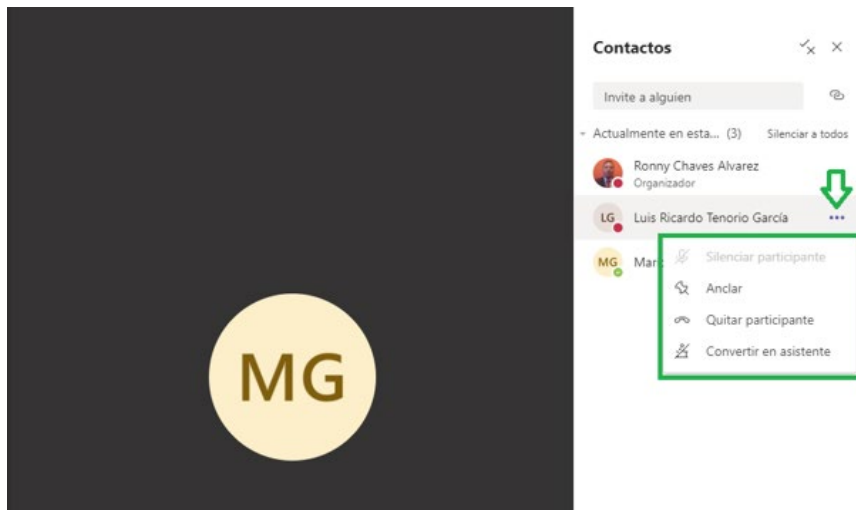 Contactos
Invite a alguien
Actualmente en esta... (3) Silenciar a todos
Ronny Chaves Alvarez
Organizador
LG Luis Ricardo Tenorio García
MG
Silenciar participante
Anclar
Quitar participante
Convertir en asistente
MG